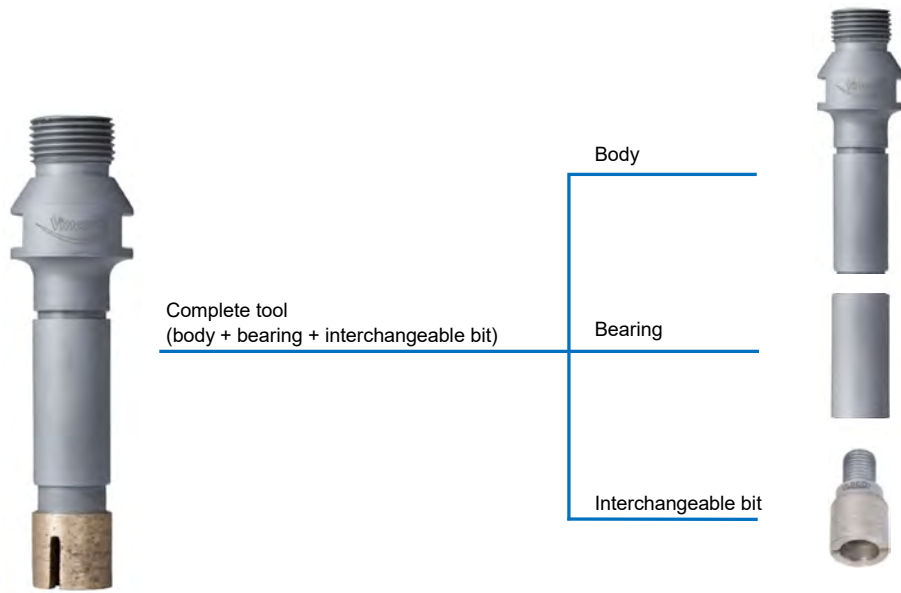 Body
Complete tool
(body + bearing + interchangeable bit)
Bearing
Interchangeable bit